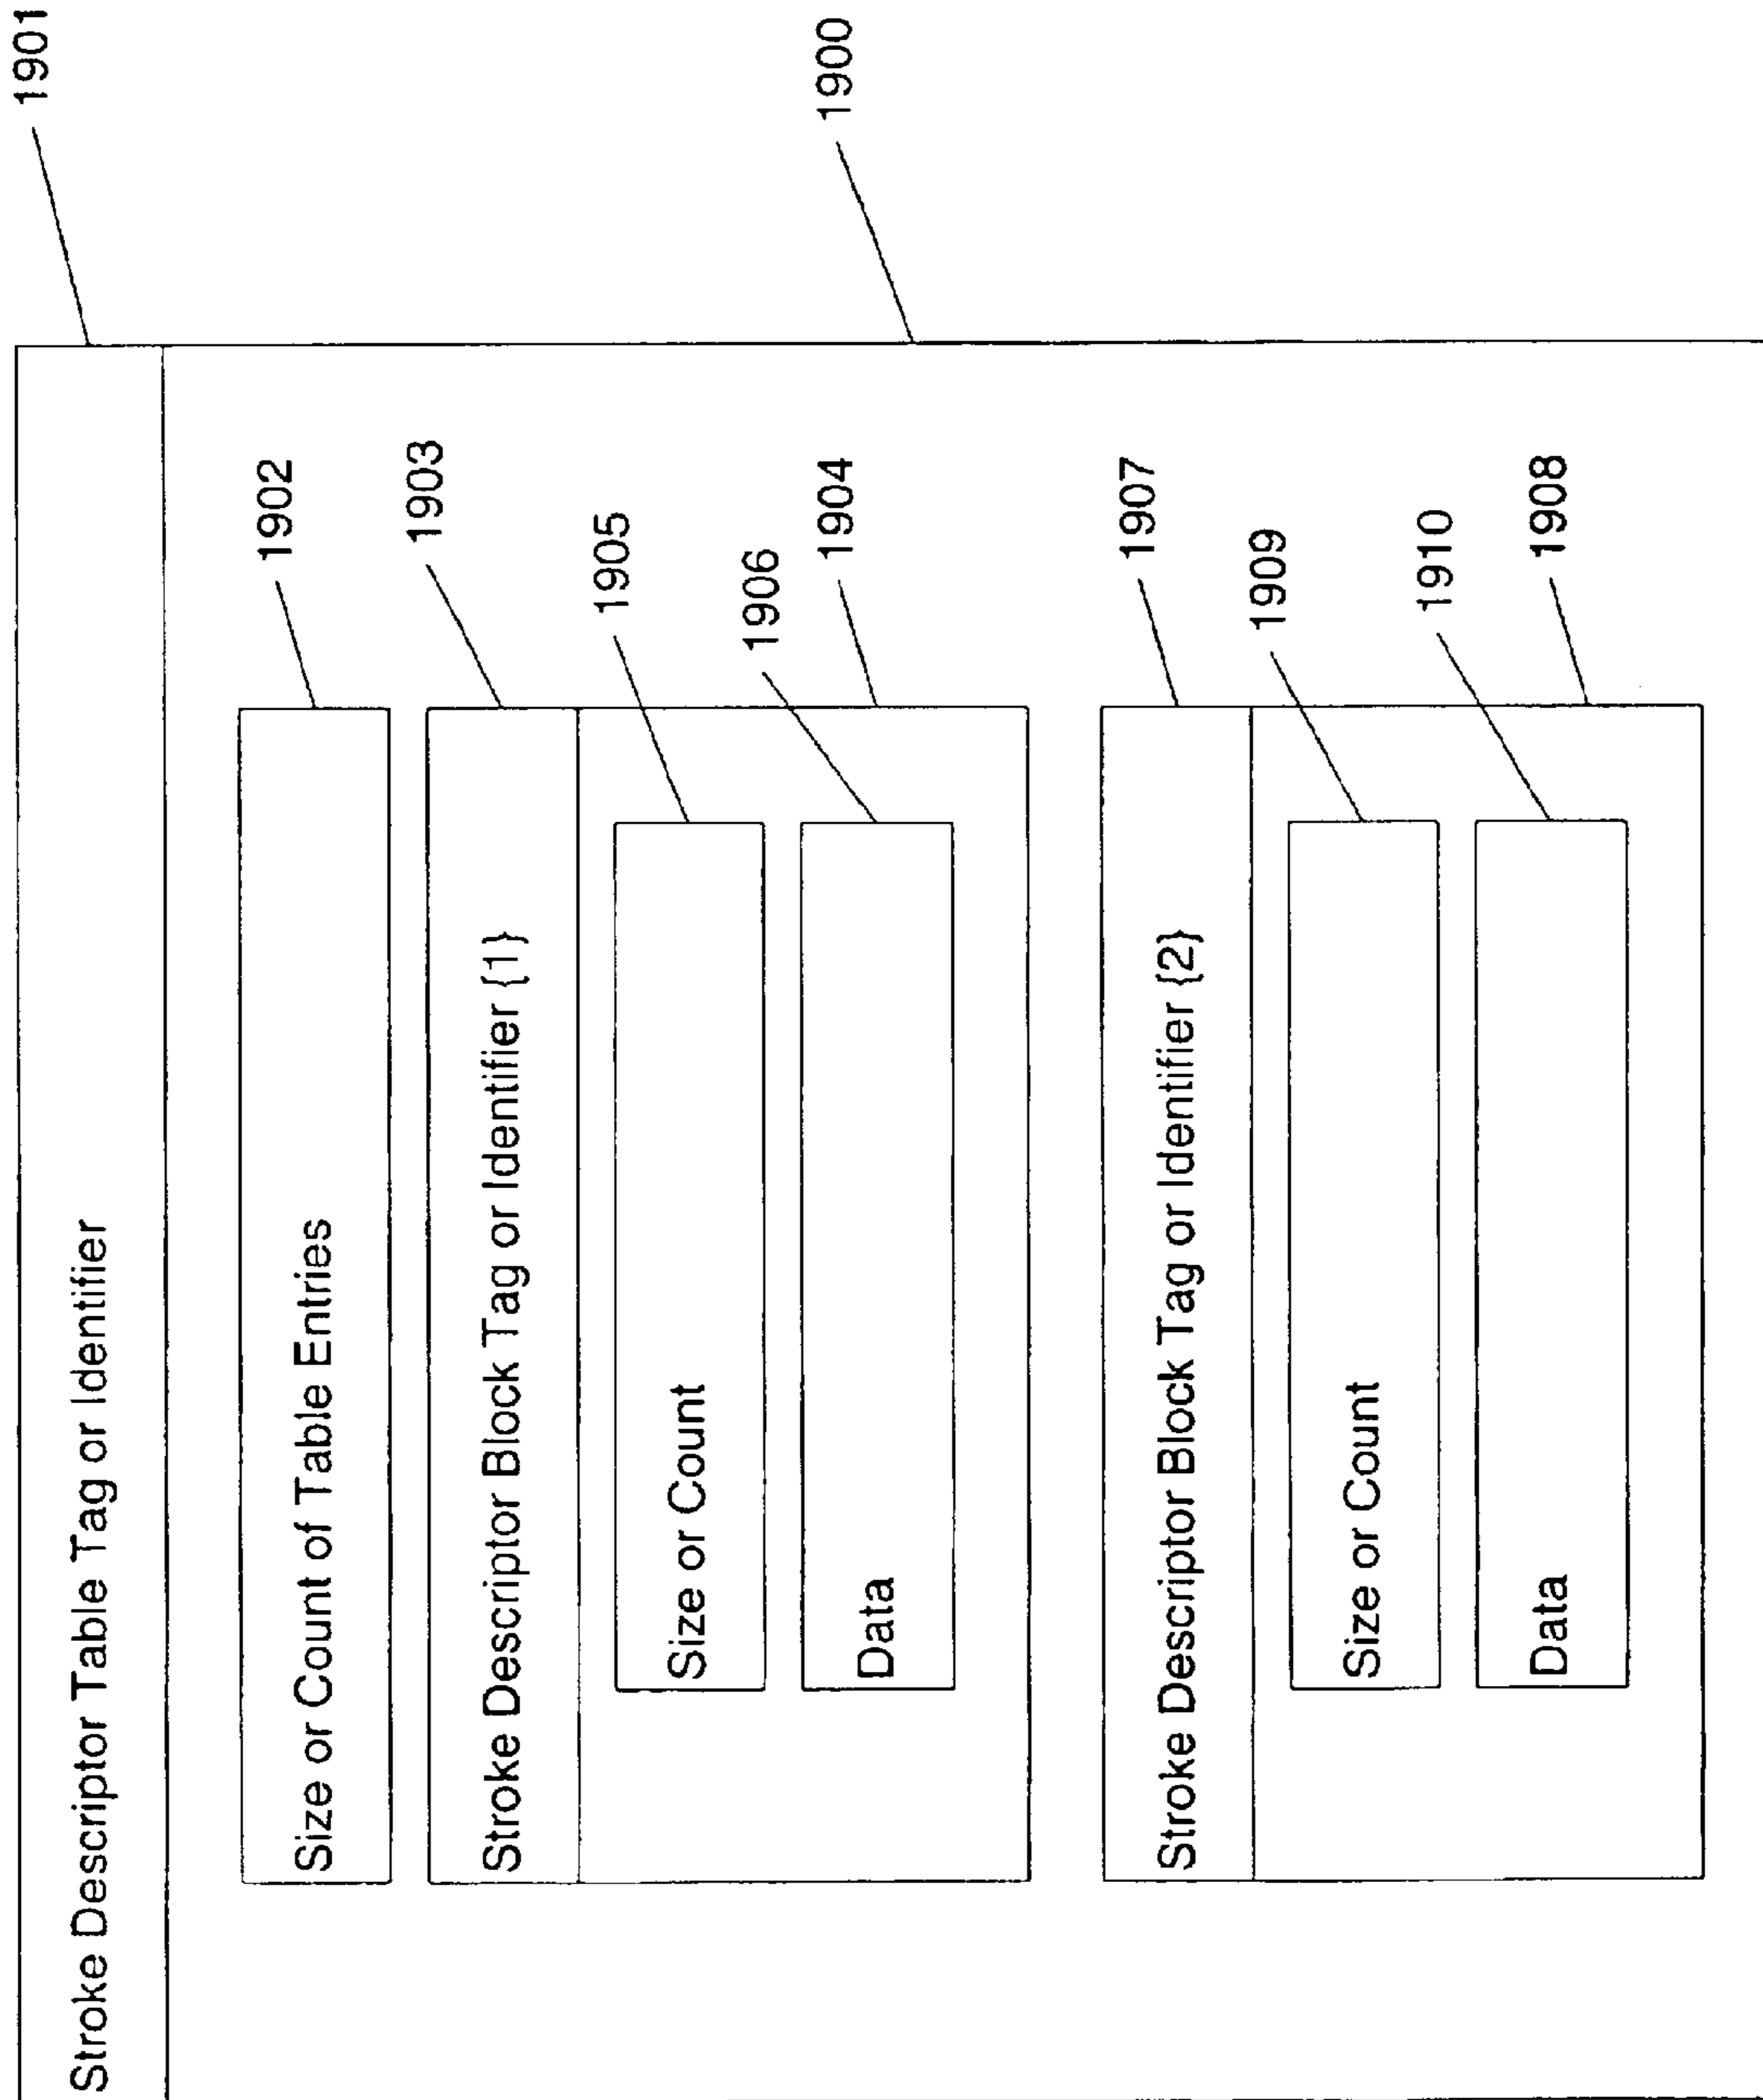 Stroke Descriptor Table Tag or Identifier
1901
Size or Count of Table Entries
1902
Stroke Descriptor Block Tag or Identifier {1}
1903
Size or Count
1905
Data
1906
1904
1900
Stroke Descriptor Block Tag or Identifier {2}
1907
Size or Count
1909
Data
1910
1908